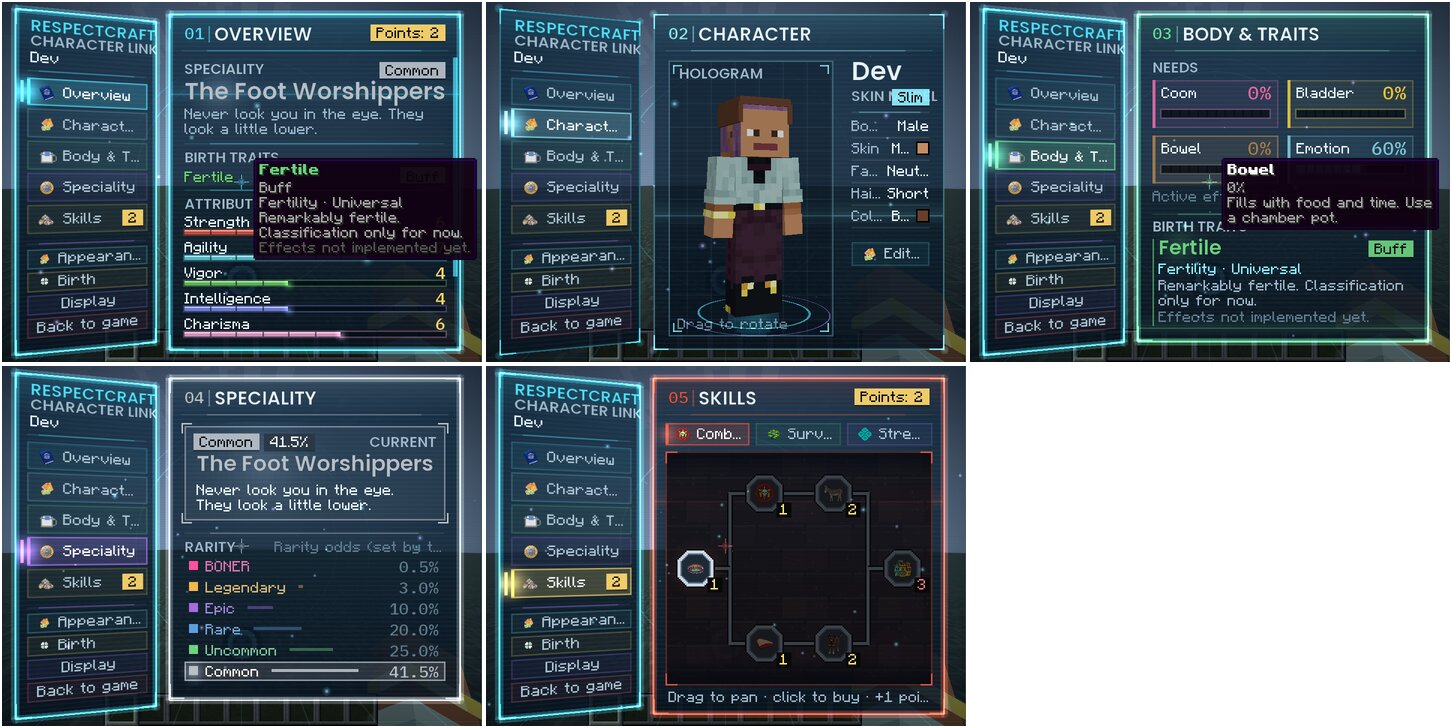 RESPECTCRAFT
CHARACTER LINK
Dev
Overview
Charact...
Body & T...
Speciality
Skills 2
Appearan...
Birth
Display
Back to game
01 | OVERVIEW Points: 2
SPECIALITY Common
The Foot Worshippers
Never look you in the eye. They
look a little lower.
BIRTH TRAITS
Fertile Buff
Fertile
Buff
Fertility · Universal
Remarkably fertile.
Classification only for now.
Effects not implemented yet.
ATTRIBUT
Strength 6
Agility
Vigor 4
Intelligence 4
Charisma 6
RESPECTCRAFT
CHARACTER LINK
Dev
Overview
Charact...
Body & T...
Speciality
Skills 2
Appearan...
Birth
Display
Back to game
02 | CHARACTER
HOLOGRAM
Drag to rotate
Dev
SKIN M L Slim
Bo... Male
Skin M...
Fa... Neut...
Hai... Short
Col... B...
Edit...
RESPECTCRAFT
CHARACTER LINK
Dev
Overview
Charact...
Body & T...
Speciality
Skills 2
Appearan...
Birth
Display
Back to game
03 | BODY & TRAITS
NEEDS
Coom 0% Bladder 0%
Bowel 0% Emotion 60%
Bowel
0%
Fills with food and time. Use
a chamber pot.
Active ef
BIRTH TRAI
Fertile Buff
Fertility · Universal
Remarkably fertile. Classification
only for now.
Effects not implemented yet.
RESPECTCRAFT
CHARACTER LINK
Dev
Overview
Charact...
Body & T...
Speciality
Skills 2
Appearan...
Birth
Display
Back to game
04 | SPECIALITY
Common 41.5% CURRENT
The Foot Worshippers
Never look you in the eye.
They look a little lower.
RARITY Rarity odds (set by t...
BONER 0.5%
Legendary 3.0%
Epic 10.0%
Rare 20.0%
Uncommon 25.0%
Common 41.5%
RESPECTCRAFT
CHARACTER LINK
Dev
Overview
Charact...
Body & T...
Speciality
Skills 2
Appearan...
Birth
Display
Back to game
05 | SKILLS Points: 2
Comb... Surv... Stre...
1 2
1 3
1 2
Drag to pan · click to buy · +1 poi...